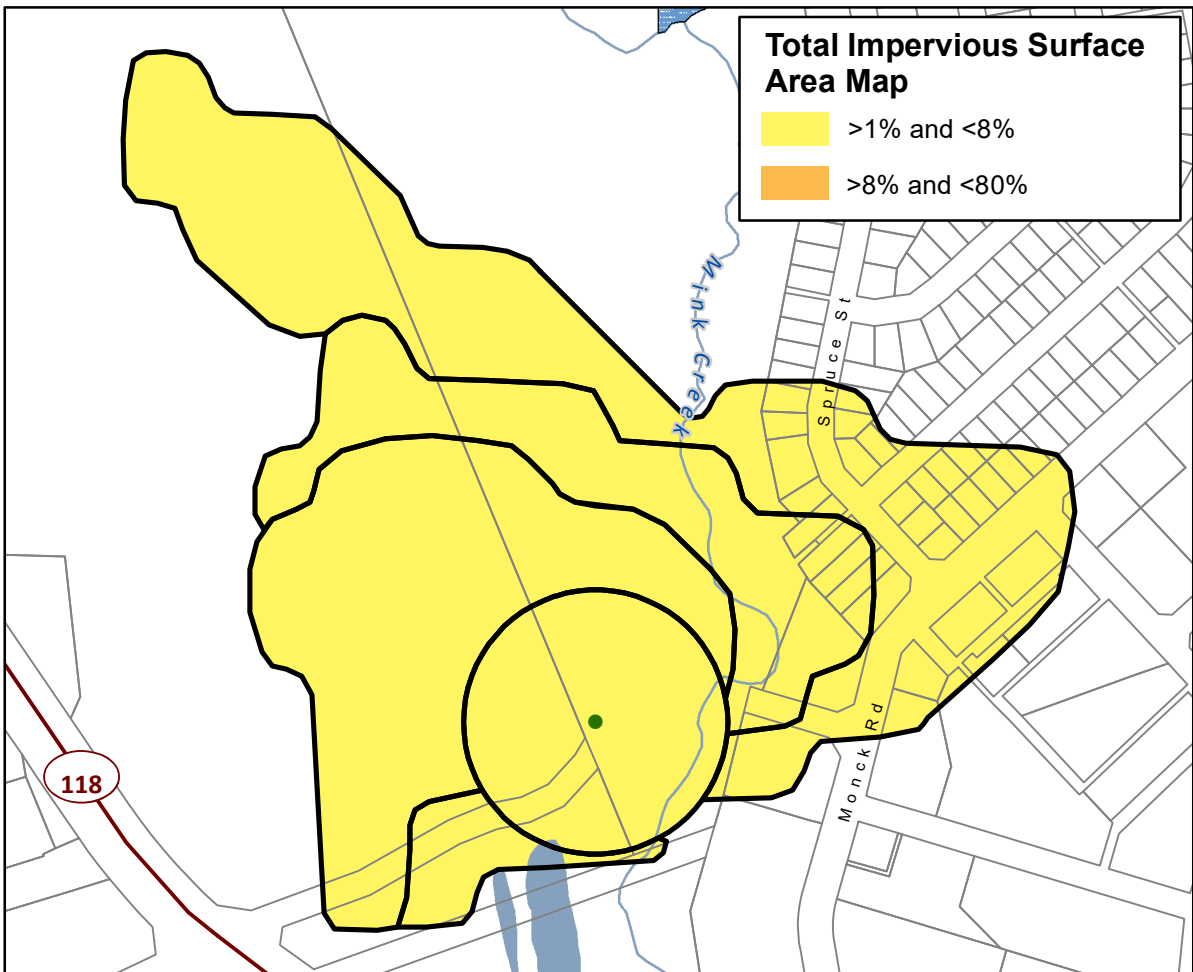 Total Impervious Surface
Area Map
>1% and <8%
>8% and <80%
Mink Creek
Spruce St
Monck Rd
118